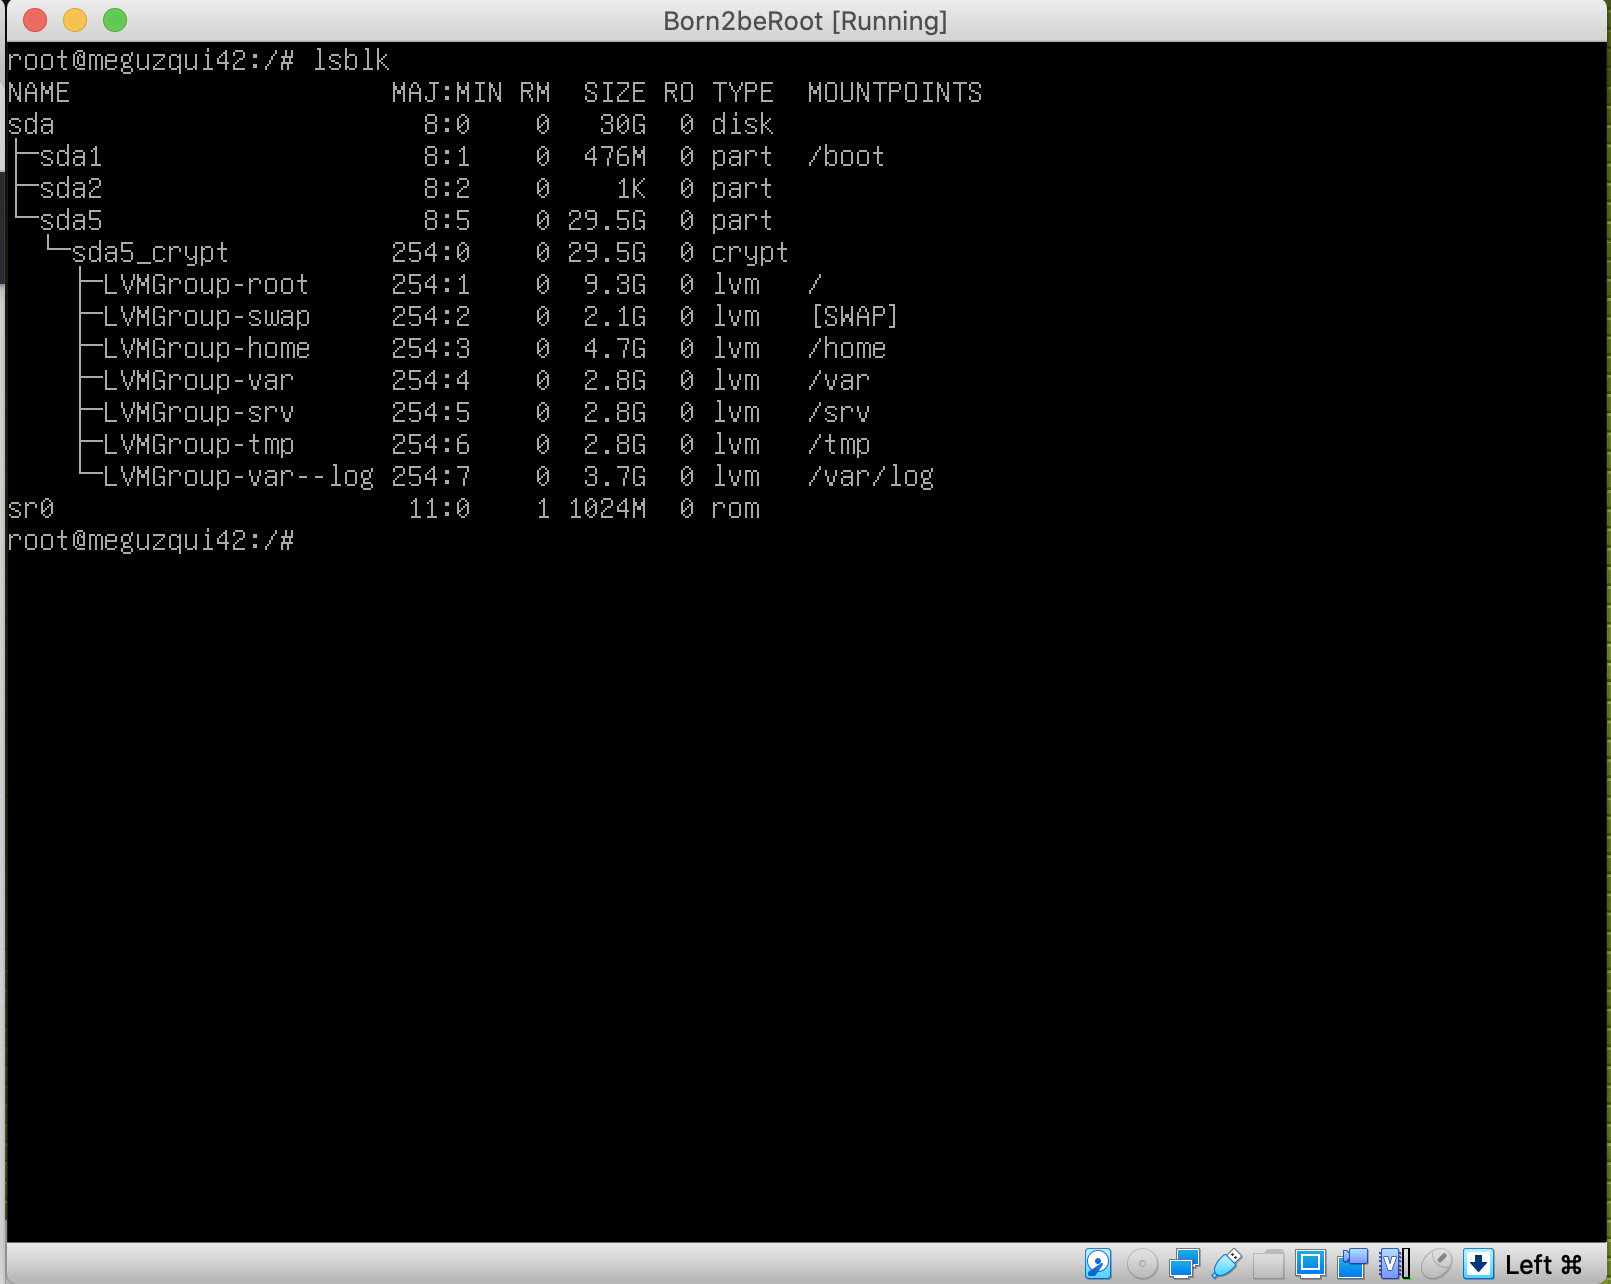 Born2beRoot [Running]
root@meguzqui42:/# lsblk
NAME                    MAJ:MIN RM   SIZE RO TYPE  MOUNTPOINTS
sda                       8:0    0    30G  0 disk
├─sda1                    8:1    0   476M  0 part  /boot
├─sda2                    8:2    0     1K  0 part
└─sda5                    8:5    0  29.5G  0 part
  └─sda5_crypt          254:0    0  29.5G  0 crypt
    ├─LVMGroup-root     254:1    0   9.3G  0 lvm   /
    ├─LVMGroup-swap     254:2    0   2.1G  0 lvm   [SWAP]
    ├─LVMGroup-home     254:3    0   4.7G  0 lvm   /home
    ├─LVMGroup-var      254:4    0   2.8G  0 lvm   /var
    ├─LVMGroup-srv      254:5    0   2.8G  0 lvm   /srv
    ├─LVMGroup-tmp      254:6    0   2.8G  0 lvm   /tmp
    └─LVMGroup-var--log 254:7    0   3.7G  0 lvm   /var/log
sr0                      11:0    1  1024M  0 rom
root@meguzqui42:/#
Left ⌘